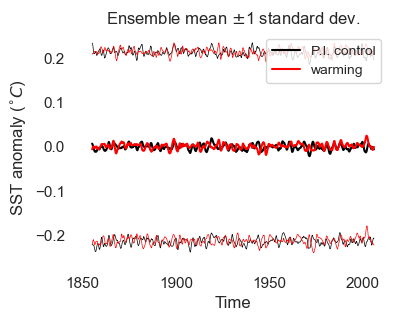 Ensemble mean ±1 standard dev.
P.I. control
warming
SST anomaly (°C)
0.2
0.1
0.0
−0.1
−0.2
1850 1900 1950 2000
Time